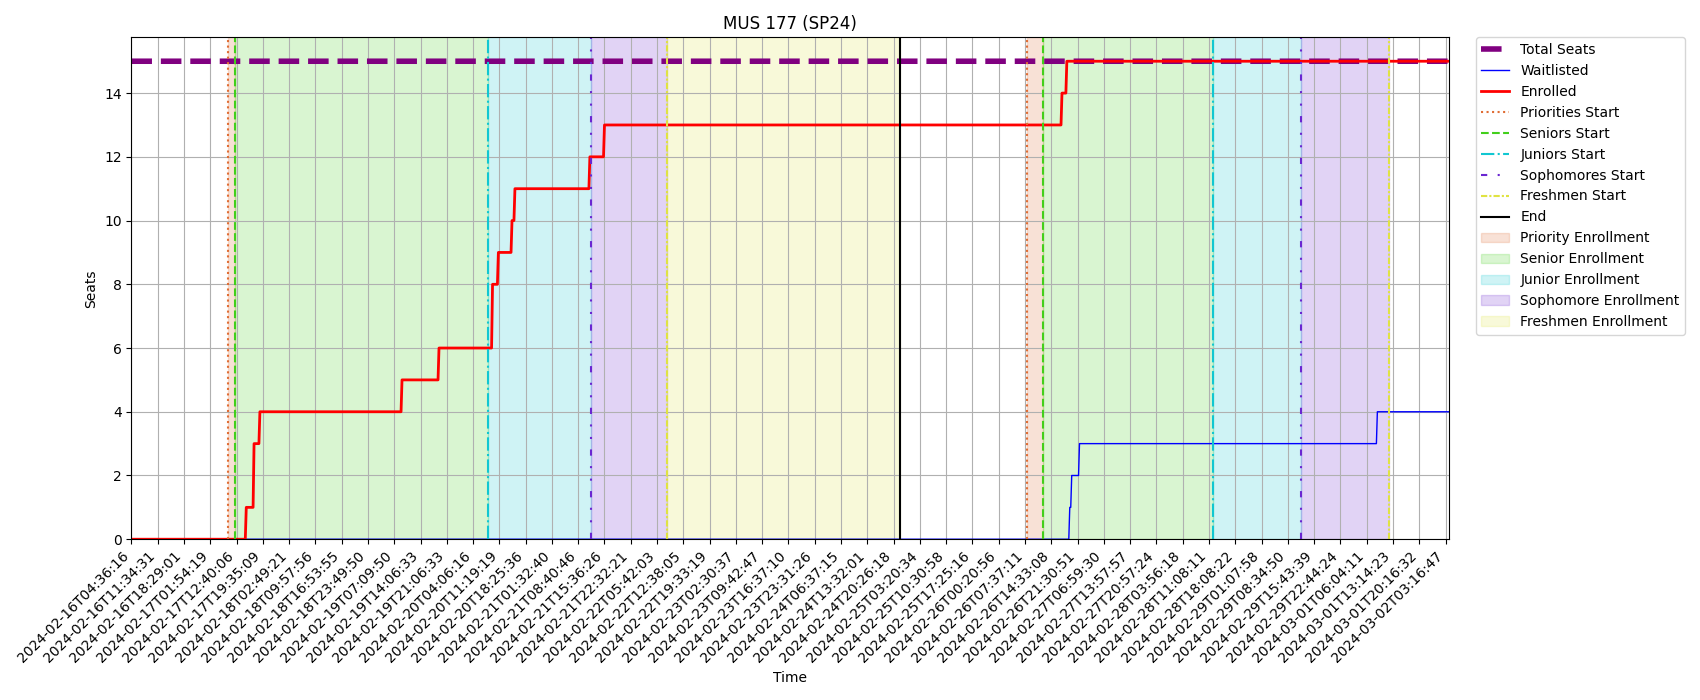 MUS 177 (SP24)
Seats
14
12
10
8
6
4
2
0
2024-02-16T04:36:16
2024-02-16T11:34:31
2024-02-16T18:29:01
2024-02-17T01:54:19
2024-02-17T12:40:06
2024-02-17T19:35:09
2024-02-18T02:49:21
2024-02-18T09:57:56
2024-02-18T16:53:55
2024-02-18T23:49:50
2024-02-19T07:09:50
2024-02-19T14:06:33
2024-02-19T21:06:33
2024-02-20T04:06:16
2024-02-20T11:19:19
2024-02-20T18:25:36
2024-02-21T01:32:40
2024-02-21T08:40:46
2024-02-21T15:36:26
2024-02-21T22:32:21
2024-02-22T05:42:03
2024-02-22T12:38:05
2024-02-22T19:33:19
2024-02-23T02:30:37
2024-02-23T09:42:47
2024-02-23T16:37:10
2024-02-23T23:31:26
2024-02-24T06:37:15
2024-02-24T13:32:01
2024-02-24T20:26:18
2024-02-25T03:20:34
2024-02-25T10:30:58
2024-02-25T17:25:16
2024-02-26T00:20:56
2024-02-26T07:37:11
2024-02-26T14:33:08
2024-02-26T21:30:51
2024-02-27T06:59:30
2024-02-27T13:57:57
2024-02-27T20:57:24
2024-02-28T03:56:18
2024-02-28T11:08:11
2024-02-28T18:08:22
2024-02-29T01:07:58
2024-02-29T08:34:50
2024-02-29T15:43:39
2024-02-29T22:44:24
2024-03-01T06:04:11
2024-03-01T13:14:23
2024-03-01T20:16:32
2024-03-02T03:16:47
Time
Total Seats
Waitlisted
Enrolled
Priorities Start
Seniors Start
Juniors Start
Sophomores Start
Freshmen Start
End
Priority Enrollment
Senior Enrollment
Junior Enrollment
Sophomore Enrollment
Freshmen Enrollment